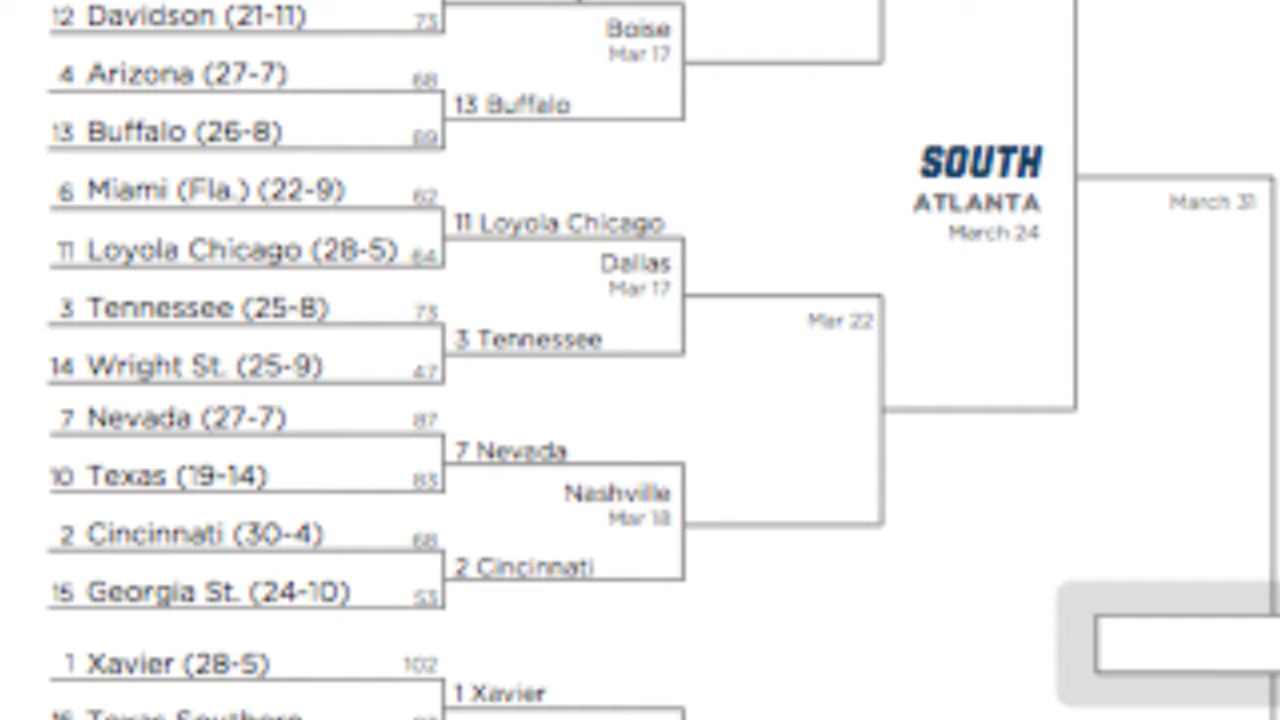 12 Davidson (21-11) 73
Boise
Mar 17
4 Arizona (27-7) 68
13 Buffalo
13 Buffalo (26-8) 89
SOUTH
ATLANTA
March 24
6 Miami (Fla.) (22-9) 62
March 31
11 Loyola Chicago
11 Loyola Chicago (28-5) 64
Dallas
Mar 17
3 Tennessee (25-8) 73
Mar 22
3 Tennessee
14 Wright St. (25-9) 47
7 Nevada (27-7) 87
7 Nevada
10 Texas (19-14) 83
Nashville
Mar 18
2 Cincinnati (30-4) 68
2 Cincinnati
15 Georgia St. (24-10) 53
1 Xavier (28-5) 102
1 Xavier
16 Texas Southern